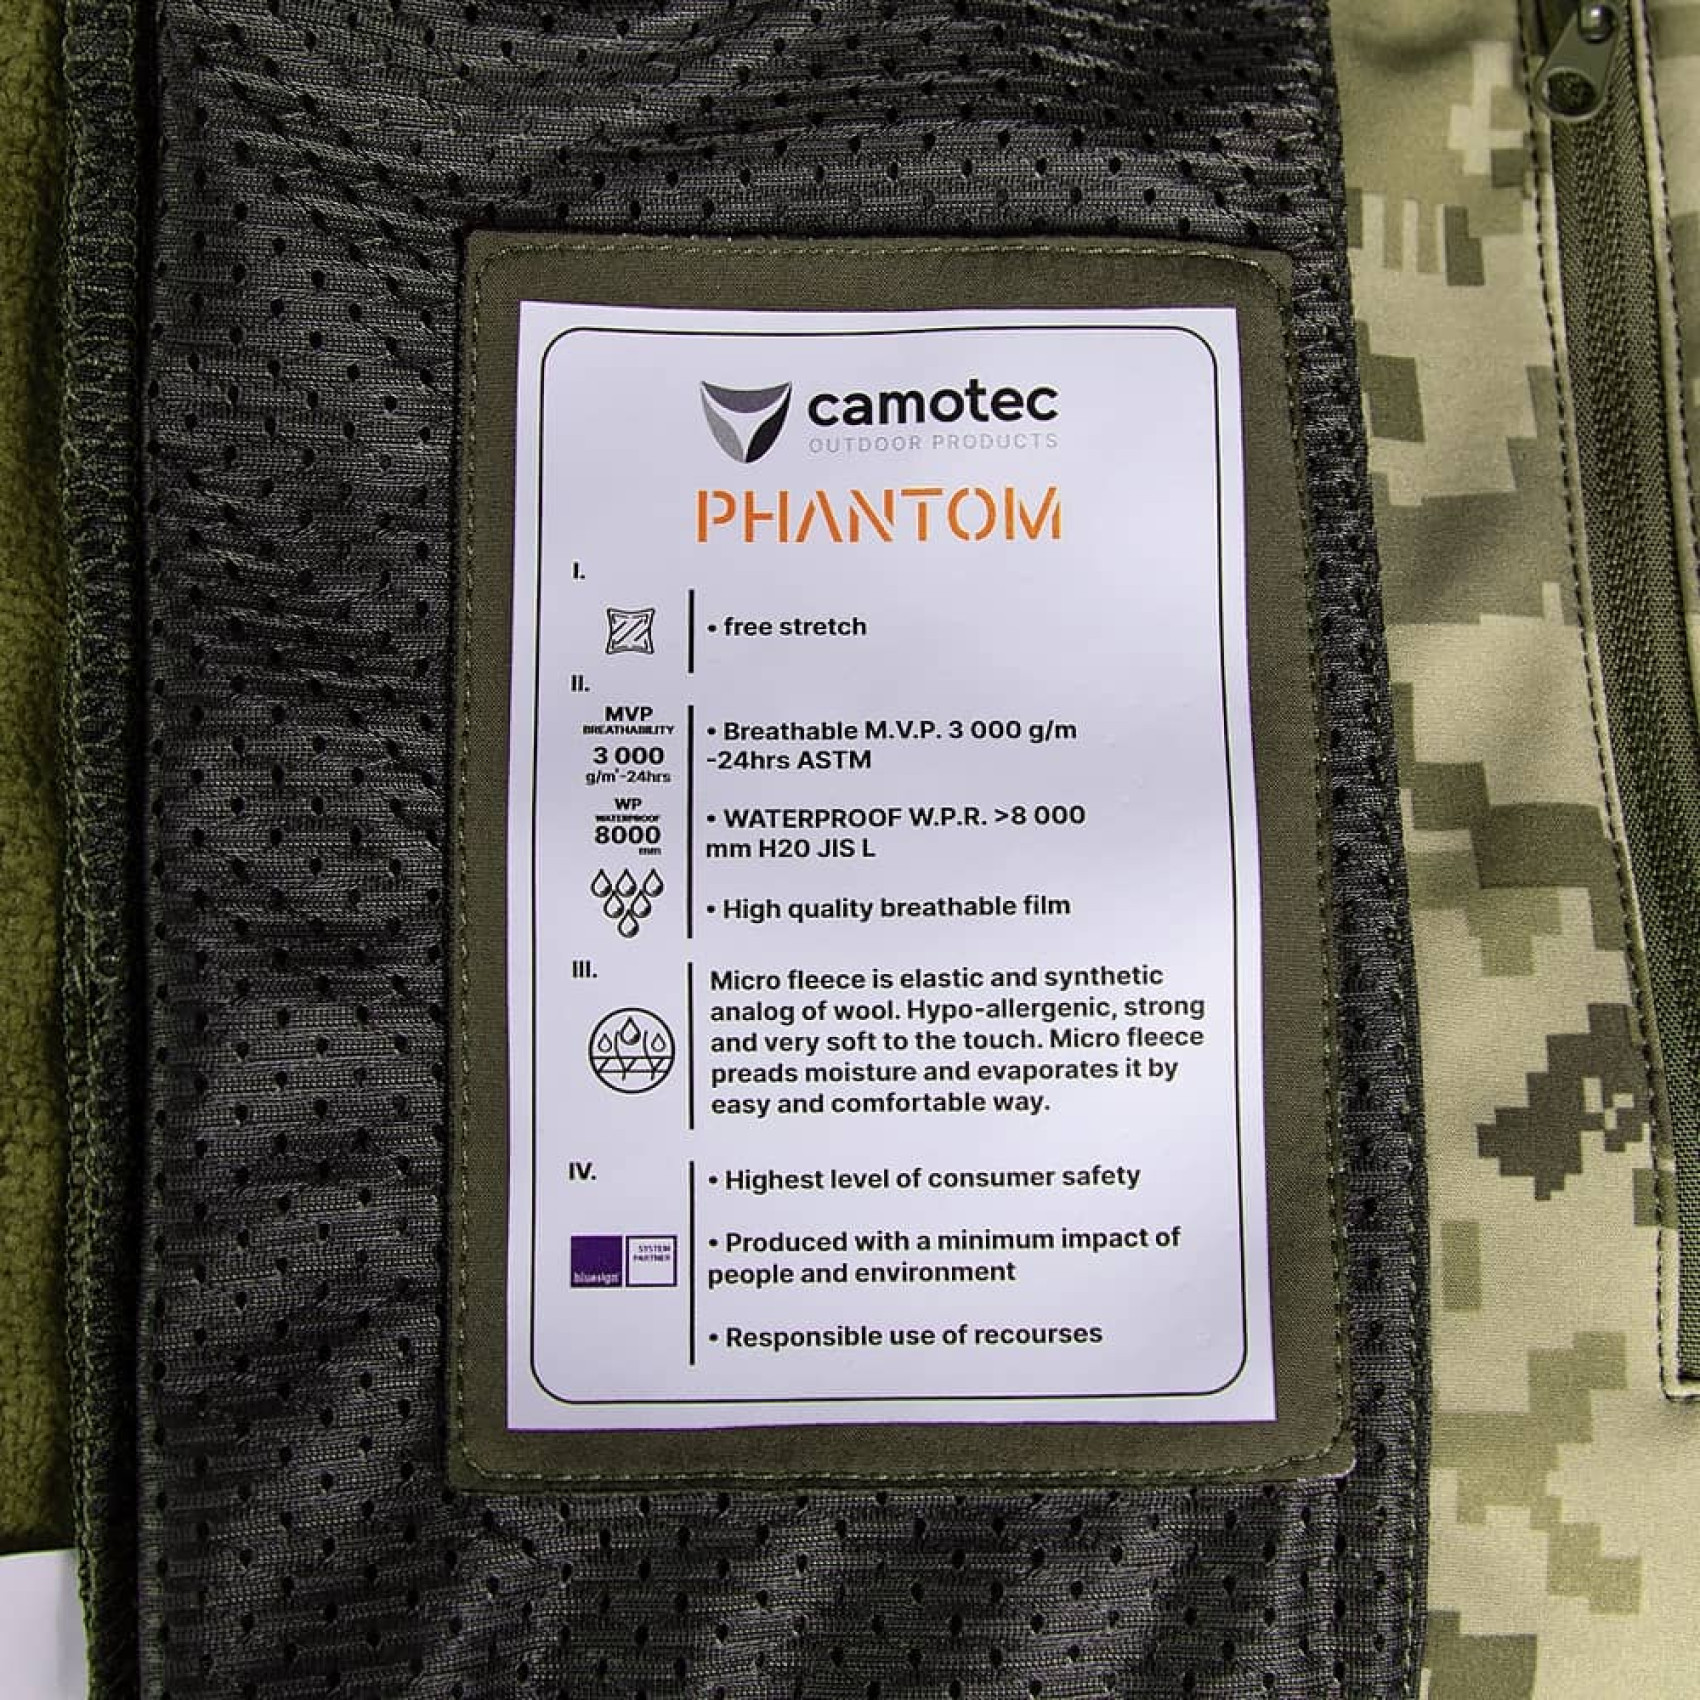 camotec
OUTDOOR PRODUCTS
PHANTOM
I.
• free stretch
II.
MVP
BREATHABILITY
3 000
g/m²-24hrs
• Breathable M.V.P. 3 000 g/m
-24hrs ASTM
WP
WATERPROOF
8000
mm
• WATERPROOF W.P.R. >8 000
mm H20 JIS L
• High quality breathable film
III.
Micro fleece is elastic and synthetic
analog of wool. Hypo-allergenic, strong
and very soft to the touch. Micro fleece
preads moisture and evaporates it by
easy and comfortable way.
IV.
• Highest level of consumer safety
bluesign®
SYSTEM
PARTNER
• Produced with a minimum impact of
people and environment
• Responsible use of recourses